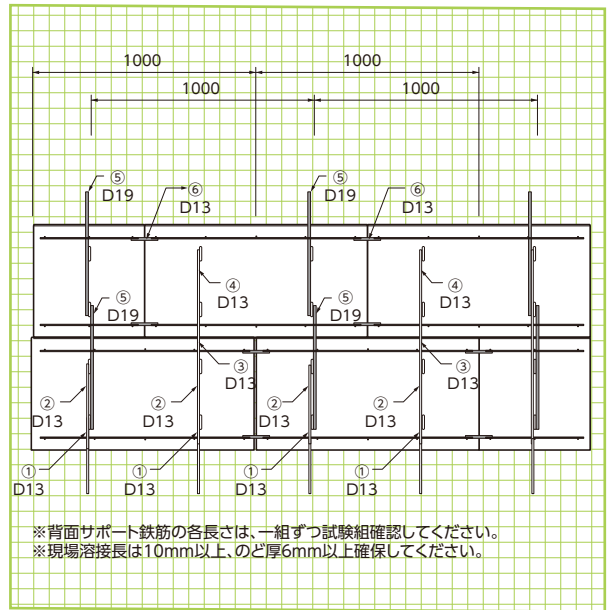 1000 1000
1000 1000
⑤ ⑥ ⑤ ⑥
D19 D13 D19 D13
④ ④
D13 D13
⑤ ⑤
D19 D19
③ ③
D13 D13
② ② ② ②
D13 D13 D13 D13
① ① ① ①
D13 D13 D13 D13
※背面サポート鉄筋の各長さは、一組ずつ試験組確認してください。
※現場溶接長は10mm以上、のど厚6mm以上確保してください。